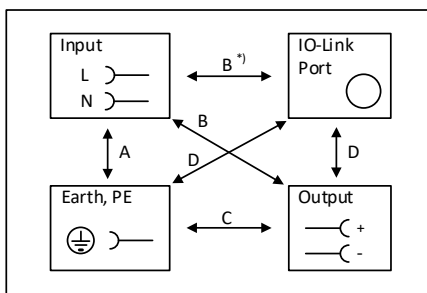 Input
L
N
B *)
IO-Link
Port
A
B
D
D
Earth, PE
C
Output
+
-